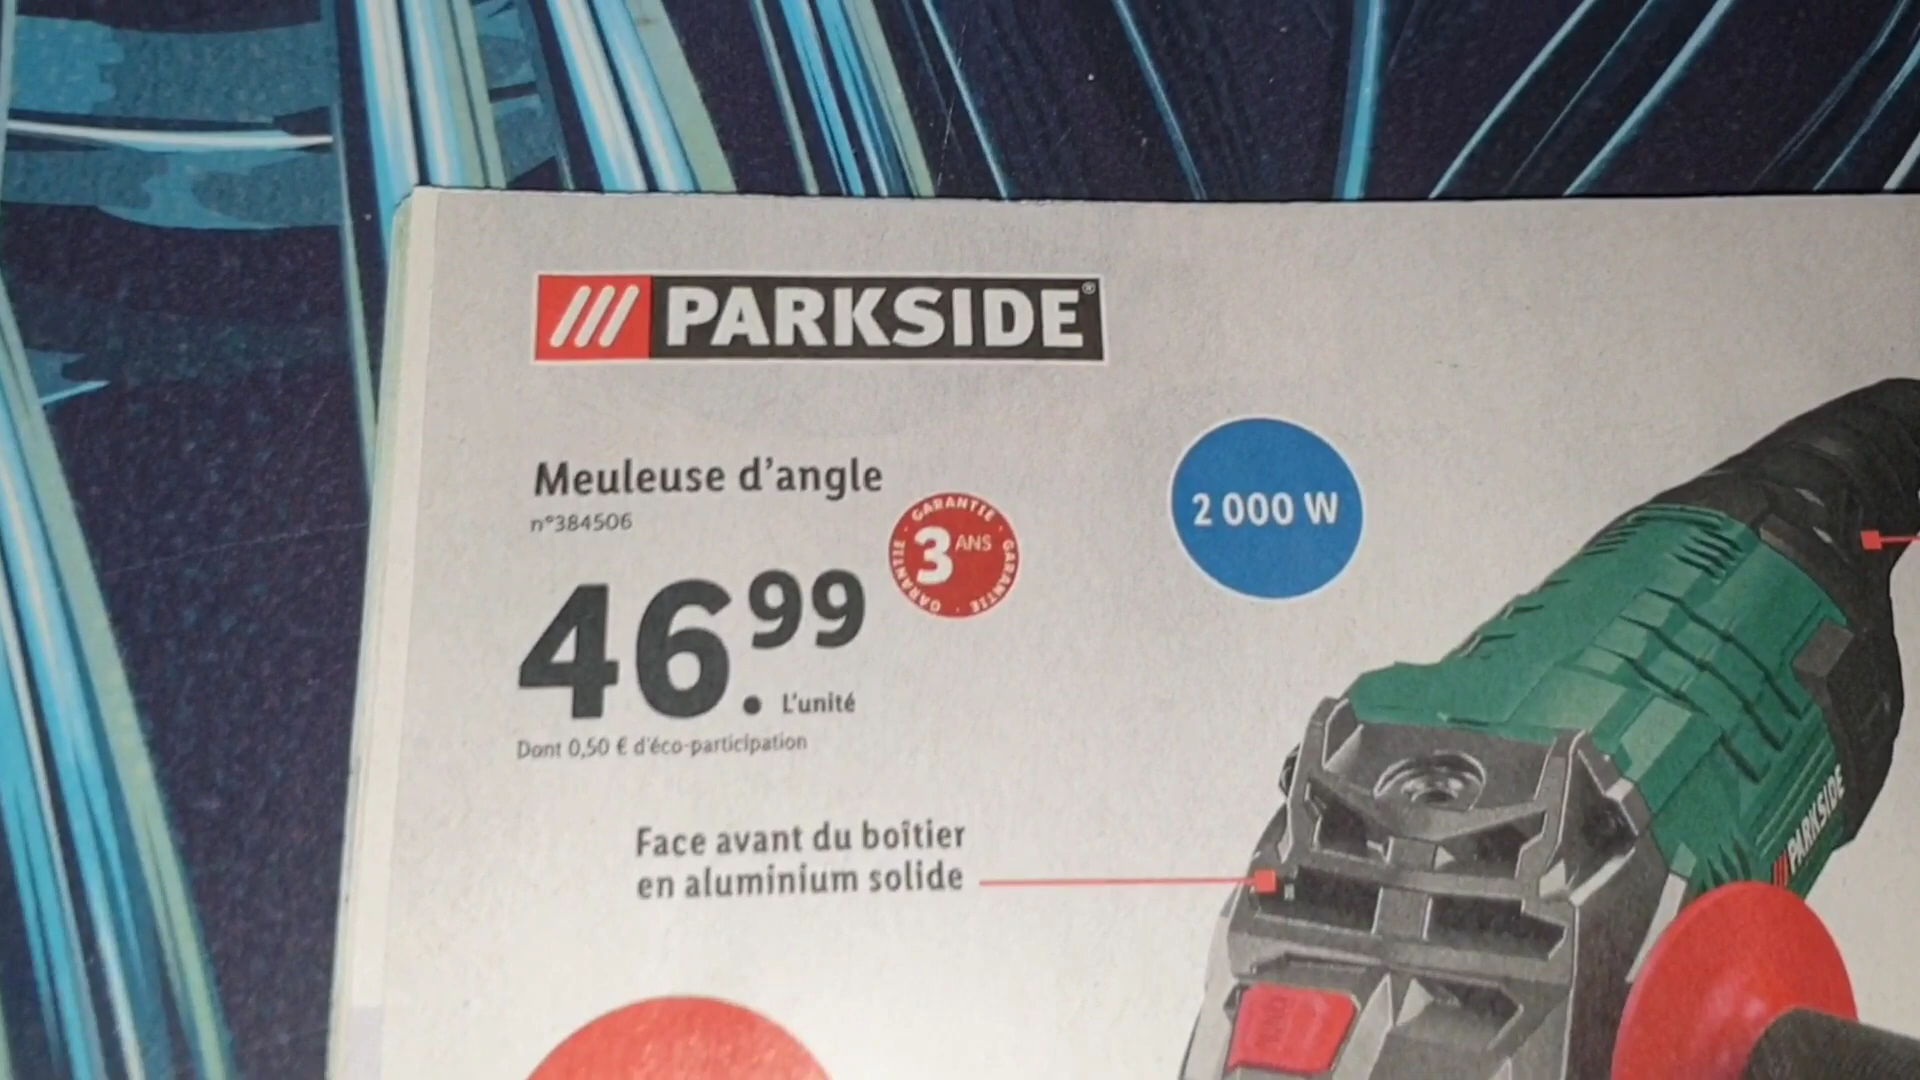 PARKSIDE®
Meuleuse d'angle
n°384506
46.99
L'unité
Dont 0,50 € d'éco-participation
GARANTIE · GARANTIE · GARANTIE · GARANTIE
3 ANS
2 000 W
Face avant du boîtier
en aluminium solide
PARKSIDE